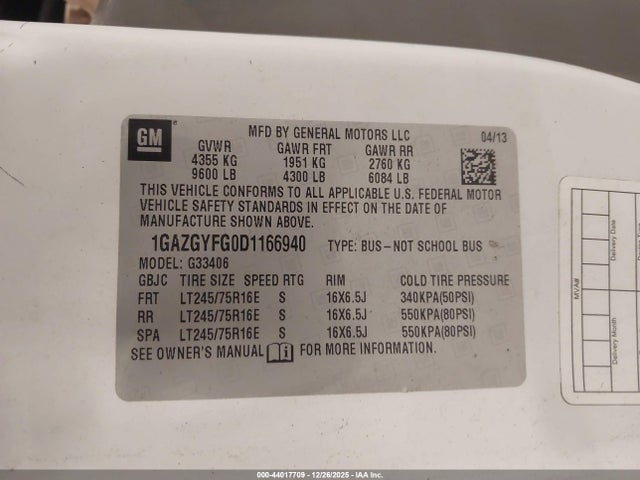 GM
MFD BY GENERAL MOTORS LLC 04/13
GVWR GAWR FRT GAWR RR
4355 KG 1951 KG 2760 KG
9600 LB 4300 LB 6084 LB
THIS VEHICLE CONFORMS TO ALL APPLICABLE U.S. FEDERAL MOTOR
VEHICLE SAFETY STANDARDS IN EFFECT ON THE DATE OF
MANUFACTURE SHOWN ABOVE.
1GAZGYFG0D1166940 TYPE: BUS–NOT SCHOOL BUS
MODEL: G33406
GBJC TIRE SIZE SPEED RTG RIM COLD TIRE PRESSURE
FRT LT245/75R16E S 16X6.5J 340KPA(50PSI)
RR LT245/75R16E S 16X6.5J 550KPA(80PSI)
SPA LT245/75R16E S 16X6.5J 550KPA(80PSI)
SEE OWNER'S MANUAL FOR MORE INFORMATION.
MVA#
Delivery Date
Delivery Month
000-44017709 - 12/26/2025 - IAA Inc.